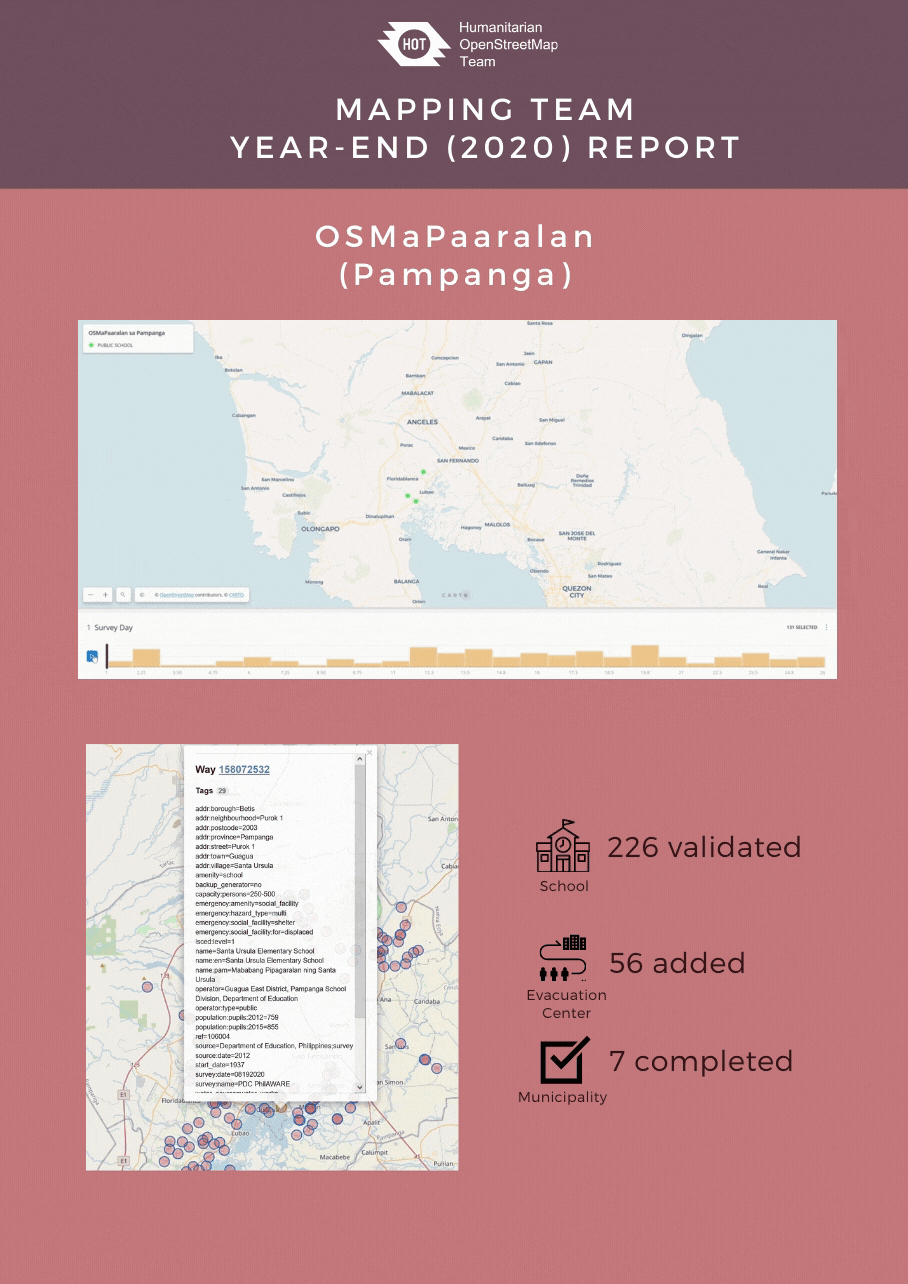 HOT
Humanitarian
OpenStreetMap
Team
MAPPING TEAM
YEAR-END (2020) REPORT
OSMaPaaralan
(Pampanga)
OSMaPaaralan sa Pampanga
PUBLIC SCHOOL
Santa Rosa
Dingalan
Iba
Botolan
Concepcion
Jaen
San Antonio
GAPAN
Bamban
Cabiao
MABALACAT
Cabangan
ANGELES
Arayat
San Miguel
Candaba
San Ildefonso
Porac
Mexico
SAN FERNANDO
Floridablanca
San Marcelino
Doña
Remedios
Trinidad
San Antonio
Castillejos
Lubao
Baliuag
Subic
Dinalupihan
OLONGAPO
Hagonoy
MALOLOS
Orani
Bocaue
SAN JOSE DEL
MONTE
General Nakar
Infanta
Rodriguez
Obando
San Mateo
Morong
BALANGA
Real
QUEZON
CITY
Orion
© OpenStreetMap contributors, © CARTO
CARTO
1 Survey Day
131 SELECTED
Way 158072532
Tags 29
addr:borough=Betis
addr:neighbourhood=Purok 1
addr:postcode=2003
addr:province=Pampanga
addr:street=Purok 1
addr:town=Guagua
addr:village=Santa Ursula
amenity=school
backup_generator=no
capacity:persons=250-500
emergency:amenity=social_facility
emergency:hazard_type=multi
emergency:social_facility=shelter
emergency:social_facility:for=displaced
isced:level=1
name=Santa Ursula Elementary School
name:en=Santa Ursula Elementary School
name:pam=Mababang Pipagaralan ning Santa
Ursula
operator=Guagua East District, Pampanga School
Division, Department of Education
operator:type=public
population:pupils:2012=759
population:pupils:2015=855
ref=106004
source=Department of Education, Philippines;survey
source:date=2012
start_date=1937
survey:date=08192020
survey:name=PDC PhilAWARE
San Anton
Cabia
Ana
Candaba
San Luis
San Simon
E1
Florida
Lubao
Apalit
Pampanga
Calumpit
Macabebe
Pulilan
E1
226 validated
School
56 added
Evacuation
Center
7 completed
Municipality